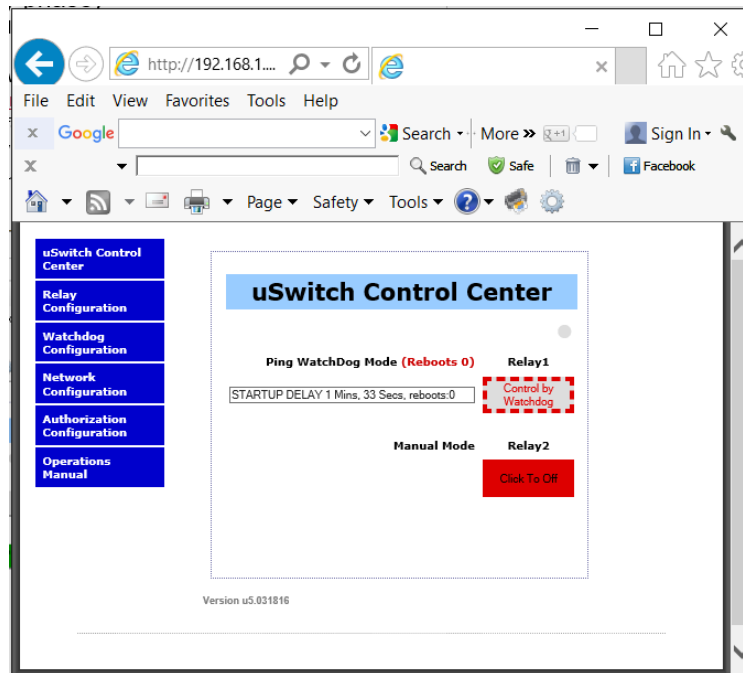 http://192.168.1....
File Edit View Favorites Tools Help
x Google Search More » g+1 Sign In
x Search Safe f Facebook
Page Safety Tools
uSwitch Control
Center
Relay
Configuration
Watchdog
Configuration
Network
Configuration
Authorization
Configuration
Operations
Manual
uSwitch Control Center
Ping WatchDog Mode (Reboots 0) Relay1
STARTUP DELAY 1 Mins, 33 Secs, reboots:0
Control by
Watchdog
Manual Mode Relay2
Click To Off
Version u5.031816